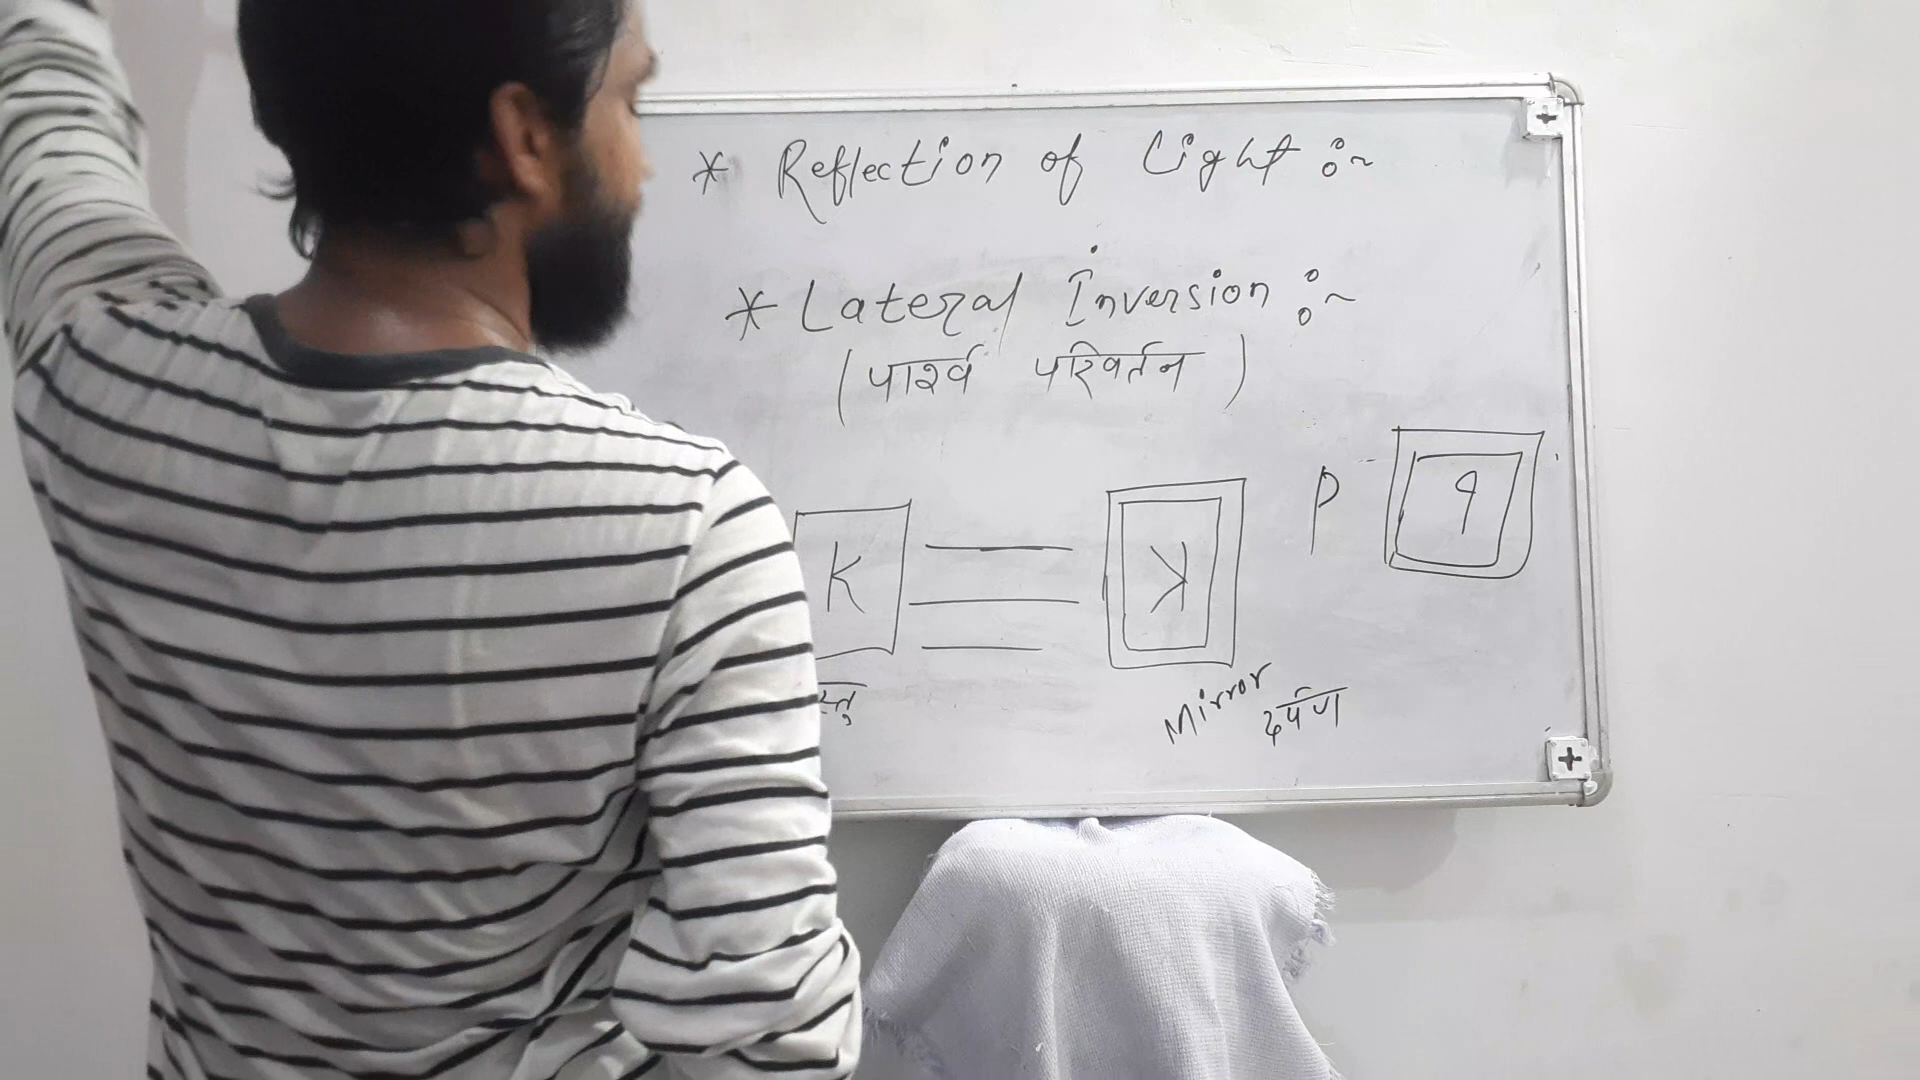 * Reflection of Light :~
* Lateral Inversion :~
(पार्श्व परिवर्तन)
P
K
Mirror
दर्पण